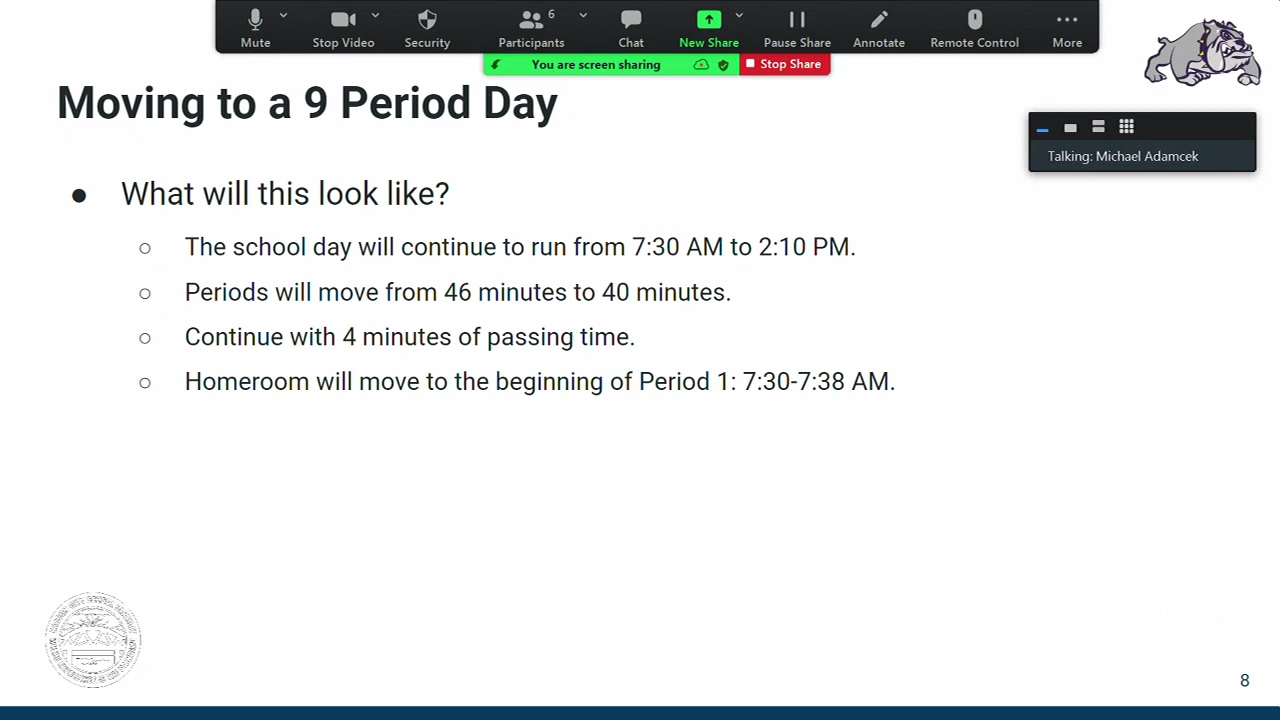 6
Mute
Stop Video
Security
Participants
Chat
New Share
Pause Share
Annotate
Remote Control
More
You are screen sharing
Stop Share
Moving to a 9 Period Day
Talking: Michael Adamcek
● What will this look like?
○ The school day will continue to run from 7:30 AM to 2:10 PM.
○ Periods will move from 46 minutes to 40 minutes.
○ Continue with 4 minutes of passing time.
○ Homeroom will move to the beginning of Period 1: 7:30-7:38 AM.
8